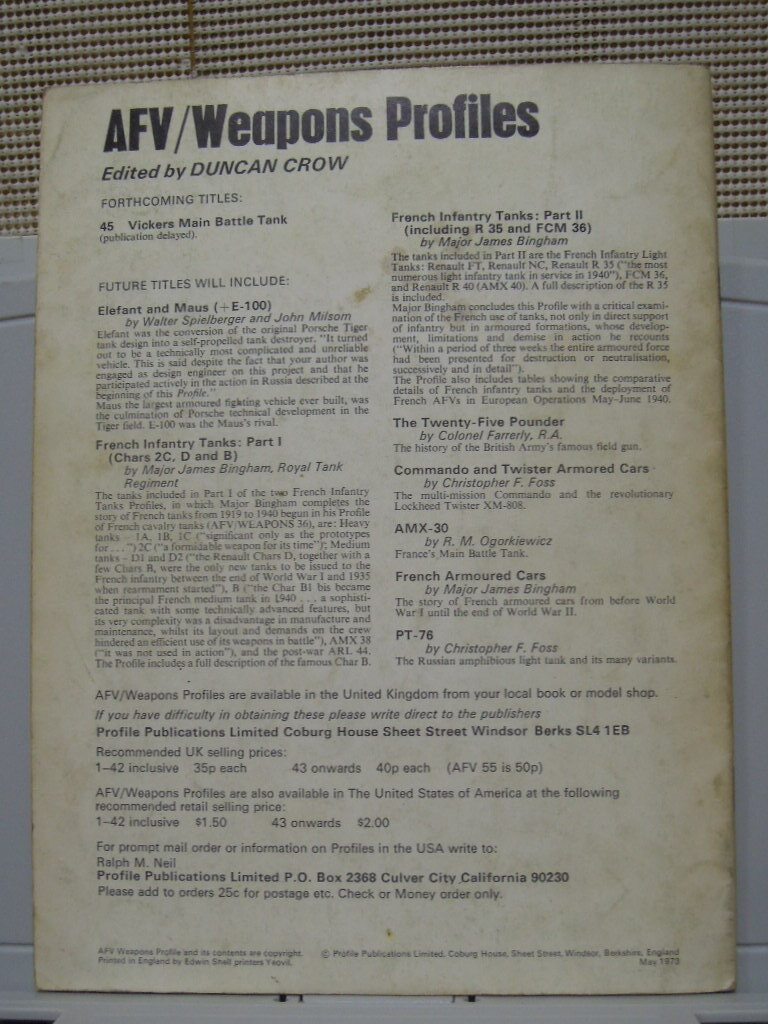 AFV/Weapons Profiles
Edited by DUNCAN CROW
FORTHCOMING TITLES:
45 Vickers Main Battle Tank
(publication delayed).
FUTURE TITLES WILL INCLUDE:
Elefant and Maus (+E-100)
by Walter Spielberger and John Milsom
Elefant was the conversion of the original Porsche Tiger
tank design into a self-propelled tank destroyer. "It turned
out to be a technically most complicated and unreliable
vehicle. This is said despite the fact that your author was
engaged as design engineer on this project and that he
participated actively in the action in Russia described at the
beginning of this Profile."
Maus the largest armoured fighting vehicle ever built, was
the culmination of Porsche technical development in the
Tiger field. E-100 was the Maus's rival.
French Infantry Tanks: Part I
(Chars 2C, D and B)
by Major James Bingham, Royal Tank
Regiment
The tanks included in Part I of the two French Infantry
Tanks Profiles, in which Major Bingham completes the
story of French tanks from 1919 to 1940 begun in his Profile
of French cavalry tanks (AFV/WEAPONS 36), are: Heavy
tanks – 1A, 1B, 1C ("significant only as the prototypes
for . . .") 2C ("a formidable weapon for its time"); Medium
tanks – D1 and D2 ("the Renault Chars D, together with a
few Chars B, were the only new tanks to be issued to the
French infantry between the end of World War I and 1935
when rearmament started"), B ("the Char B1 bis became
the principal French medium tank in 1940 . . . a sophisti-
cated tank with some technically advanced features, but
its very complexity was a disadvantage in manufacture and
maintenance, whilst its layout and demands on the crew
hindered an efficient use of its weapons in battle"), AMX 38
("it was not used in action"), and the post-war ARL 44.
The Profile includes a full description of the famous Char B.
French Infantry Tanks: Part II
(including R 35 and FCM 36)
by Major James Bingham
The tanks included in Part II are the French Infantry Light
Tanks: Renault FT, Renault NC, Renault R 35 ("the most
numerous light infantry tank in service in 1940"), FCM 36,
and Renault R 40 (AMX 40). A full description of the R 35
is included.
Major Bingham concludes this Profile with a critical exami-
nation of the French use of tanks, not only in direct support
of infantry but in armoured formations, whose develop-
ment, limitations and demise in action he recounts
("Within a period of three weeks the entire armoured force
had been presented for destruction or neutralisation,
successively and in detail").
The Profile also includes tables showing the comparative
details of French infantry tanks and the deployment of
French AFVs in European Operations May–June 1940.
The Twenty-Five Pounder
by Colonel Farrerly, R.A.
The history of the British Army's famous field gun.
Commando and Twister Armored Cars
by Christopher F. Foss
The multi-mission Commando and the revolutionary
Lockheed Twister XM-808.
AMX-30
by R. M. Ogorkiewicz
France's Main Battle Tank.
French Armoured Cars
by Major James Bingham
The story of French armoured cars from before World
War I until the end of World War II.
PT-76
by Christopher F. Foss
The Russian amphibious light tank and its many variants.
AFV/Weapons Profiles are available in the United Kingdom from your local book or model shop.
If you have difficulty in obtaining these please write direct to the publishers
Profile Publications Limited Coburg House Sheet Street Windsor Berks SL4 1EB
Recommended UK selling prices:
1–42 inclusive 35p each 43 onwards 40p each (AFV 55 is 50p)
AFV/Weapons Profiles are also available in The United States of America at the following
recommended retail selling price:
1–42 inclusive $1.50 43 onwards $2.00
For prompt mail order or information on Profiles in the USA write to:
Ralph M. Neil
Profile Publications Limited P.O. Box 2368 Culver City California 90230
Please add to orders 25c for postage etc. Check or Money order only.
AFV Weapons Profile and its contents are copyright.
Printed in England by Edwin Snell printers Yeovil.
© Profile Publications Limited, Coburg House, Sheet Street, Windsor, Berkshire, England
May 1973